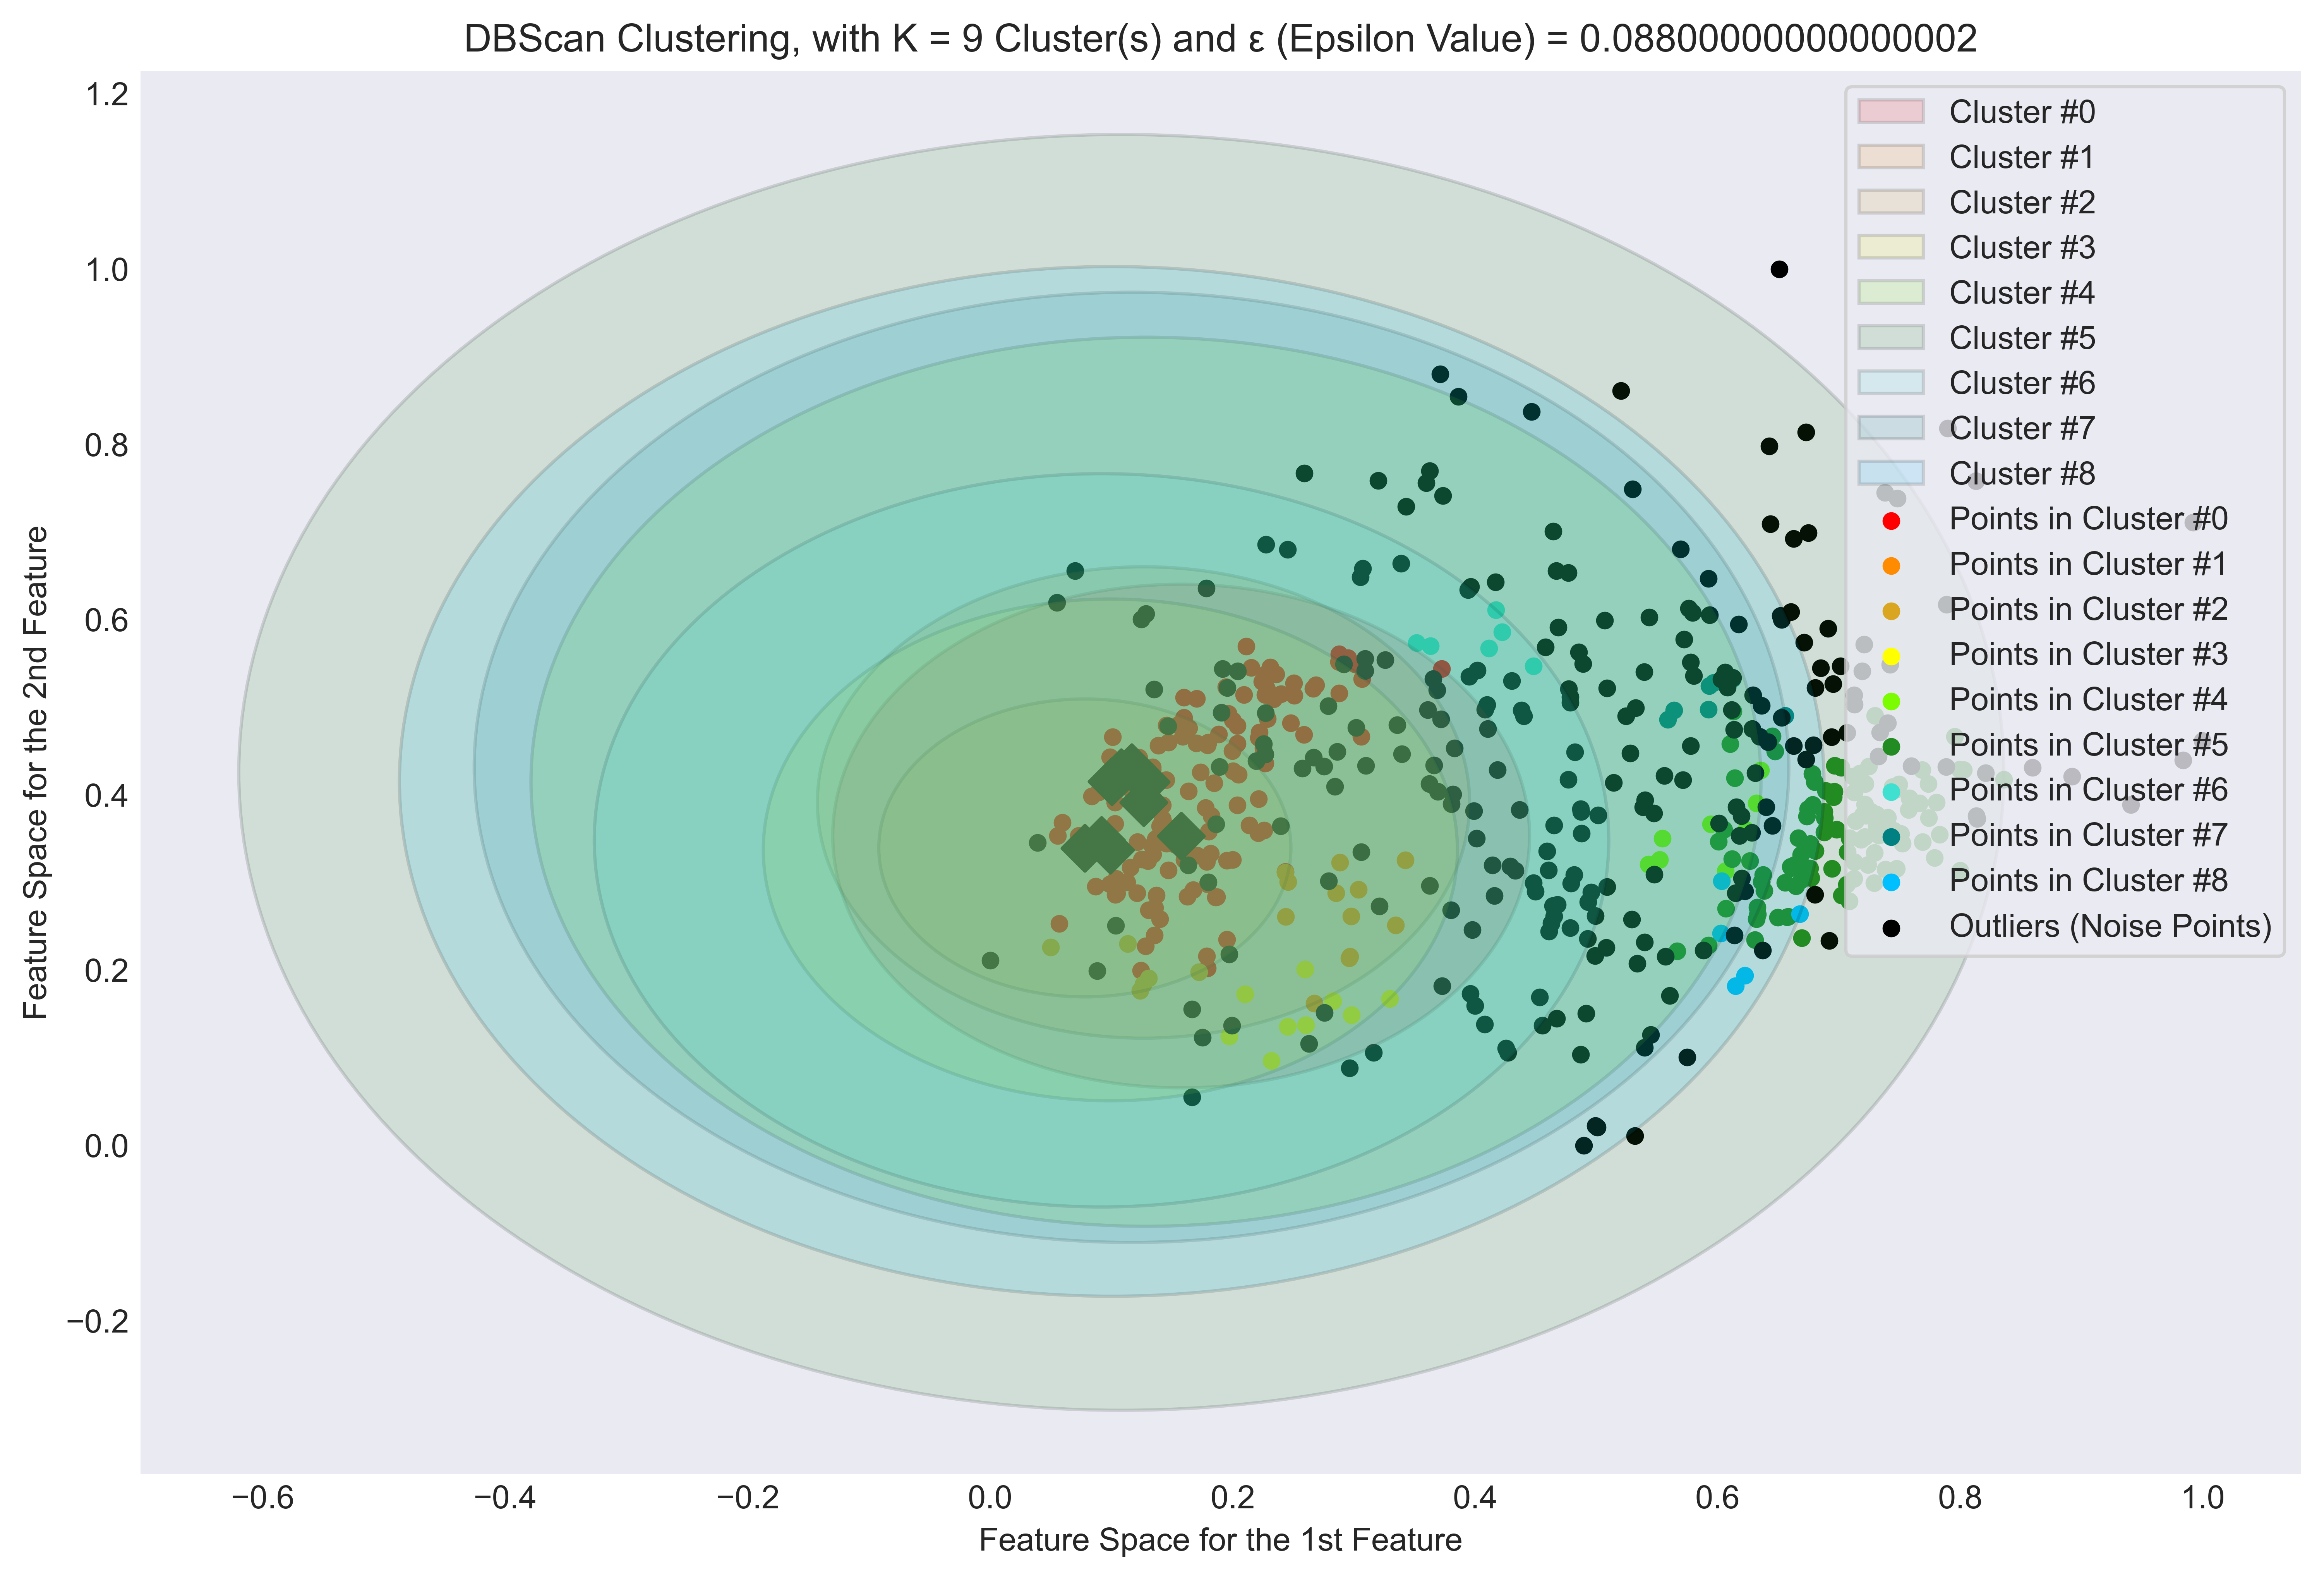 DBScan Clustering, with K = 9 Cluster(s) and ε (Epsilon Value) = 0.08800000000000002
Feature Space for the 2nd Feature
1.2
1.0
0.8
0.6
0.4
0.2
0.0
−0.2
Cluster #0
Cluster #1
Cluster #2
Cluster #3
Cluster #4
Cluster #5
Cluster #6
Cluster #7
Cluster #8
Points in Cluster #0
Points in Cluster #1
Points in Cluster #2
Points in Cluster #3
Points in Cluster #4
Points in Cluster #5
Points in Cluster #6
Points in Cluster #7
Points in Cluster #8
Outliers (Noise Points)
−0.6 −0.4 −0.2 0.0 0.2 0.4 0.6 0.8 1.0
Feature Space for the 1st Feature